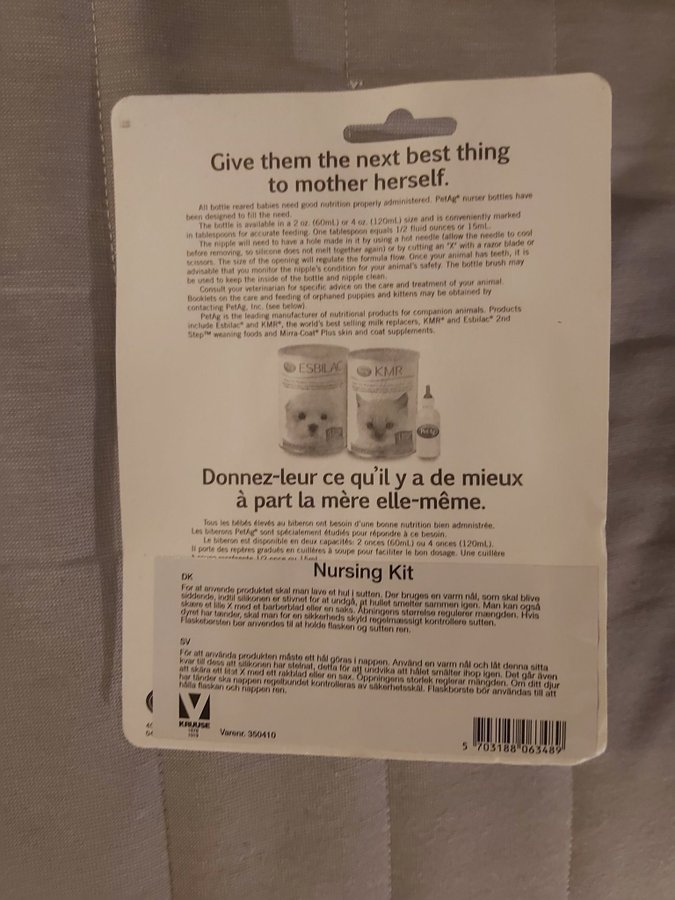 Give them the next best thing
to mother herself.
All bottle reared babies need good nutrition properly administered. PetAg® nurser bottles have
been designed to fill the need.
The bottle is available in a 2 oz. (60mL) or 4 oz. (120mL) size and is conveniently marked
in tablespoons for accurate feeding. One tablespoon equals 1/2 fluid ounces or 15mL.
The nipple will need to have a hole made in it by using a hot needle (allow the needle to cool
before removing, so silicone does not melt together again) or by cutting an "X" with a razor blade or
scissors. The size of the opening will regulate the formula flow. Once your animal has teeth, it is
advisable that you monitor the nipple's condition for your animal's safety. The bottle brush may
be used to keep the inside of the bottle and nipple clean.
Consult your veterinarian for specific advice on the care and treatment of your animal.
Booklets on the care and feeding of orphaned puppies and kittens may be obtained by
contacting PetAg, Inc. (see below).
PetAg is the leading manufacturer of nutritional products for companion animals. Products
include Esbilac® and KMR®, the world's best selling milk replacers, KMR® and Esbilac® 2nd
Step™ weaning foods and Mirra-Coat® Plus skin and coat supplements.
ESBILAC KMR
PetAg
Donnez-leur ce qu'il y a de mieux
à part la mère elle-même.
Tous les bébés élevés au biberon ont besoin d'une bonne nutrition bien admnistrée.
Les biberons PetAg® sont spécialement étudiés pour répondre à ce besoin.
Le biberon est disponible en deux capacités: 2 onces (60mL) ou 4 onces (120mL).
Il porte des repères gradués en cuillères à soupe pour faciliter le bon dosage. Une cuillère
Nursing Kit
DK
For at anvende produktet skal man lave et hul i sutten. Der bruges en varm nål, som skal blive
siddende, indtil silikonen er stivnet for at undgå, at hullet smelter sammen igen. Man kan også
skære et lille X med et barberblad eller en saks. Åbningens størrelse regulerer mængden. Hvis
dyret har tænder, skal man for en sikkerheds skyld regelmæssigt kontrollere sutten.
Flaskebørsten bør anvendes til at holde flasken og sutten ren.
SV
För att använda produkten måste ett hål göras i nappen. Använd en varm nål och låt denna sitta
kvar till dess att silikonen har stelnat, detta för att undvika att hålet smälter ihop igen. Det går även
att skära ett litet X med ett rakblad eller en sax. Öppningens storlek reglerar mängden. Om ditt djur
har tänder ska nappen regelbundet kontrolleras av säkerhetsskäl. Flaskborste bör användas till att
hålla flaskan och nappen ren.
KRUUSE
Varenr. 350410
5 703188 063489